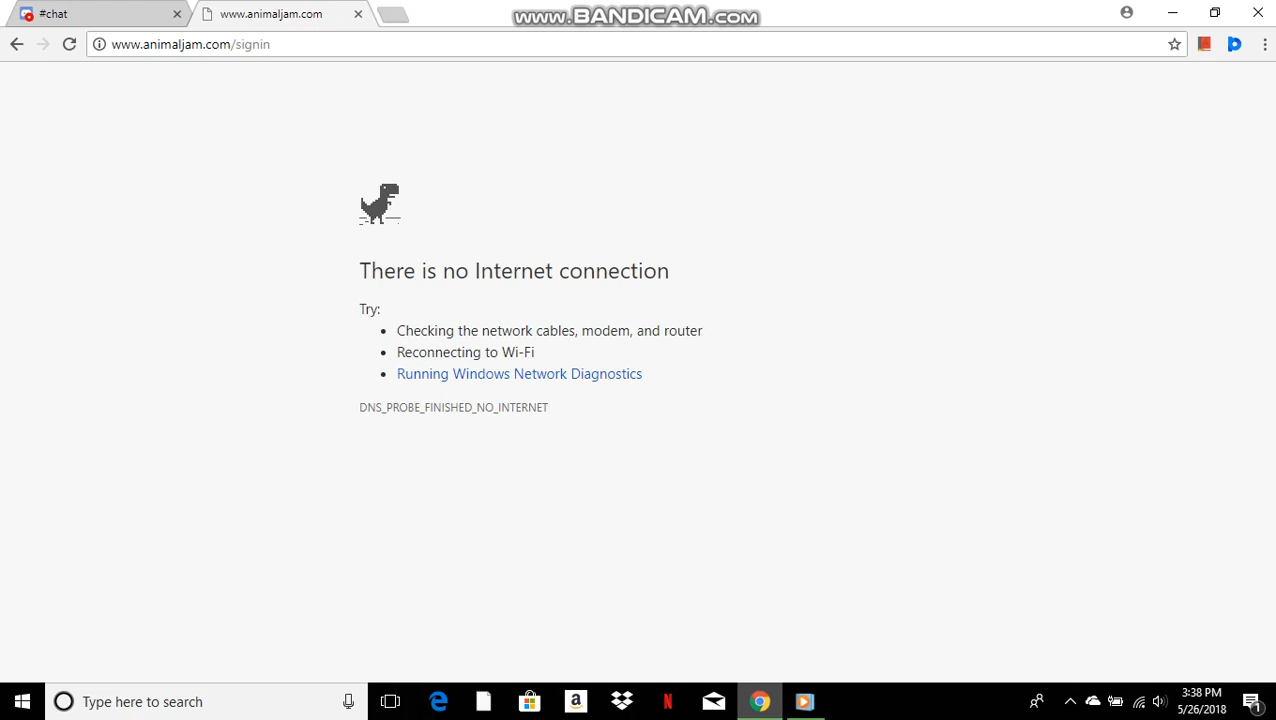 #chat
www.animaljam.com
www.BANDICAM.com
www.animaljam.com/signin
There is no Internet connection
Try:
Checking the network cables, modem, and router
Reconnecting to Wi-Fi
Running Windows Network Diagnostics
DNS_PROBE_FINISHED_NO_INTERNET
Type here to search
3:38 PM
5/26/2018
1